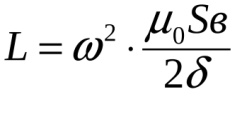 L = ω² · μ₀Sв / 2δ